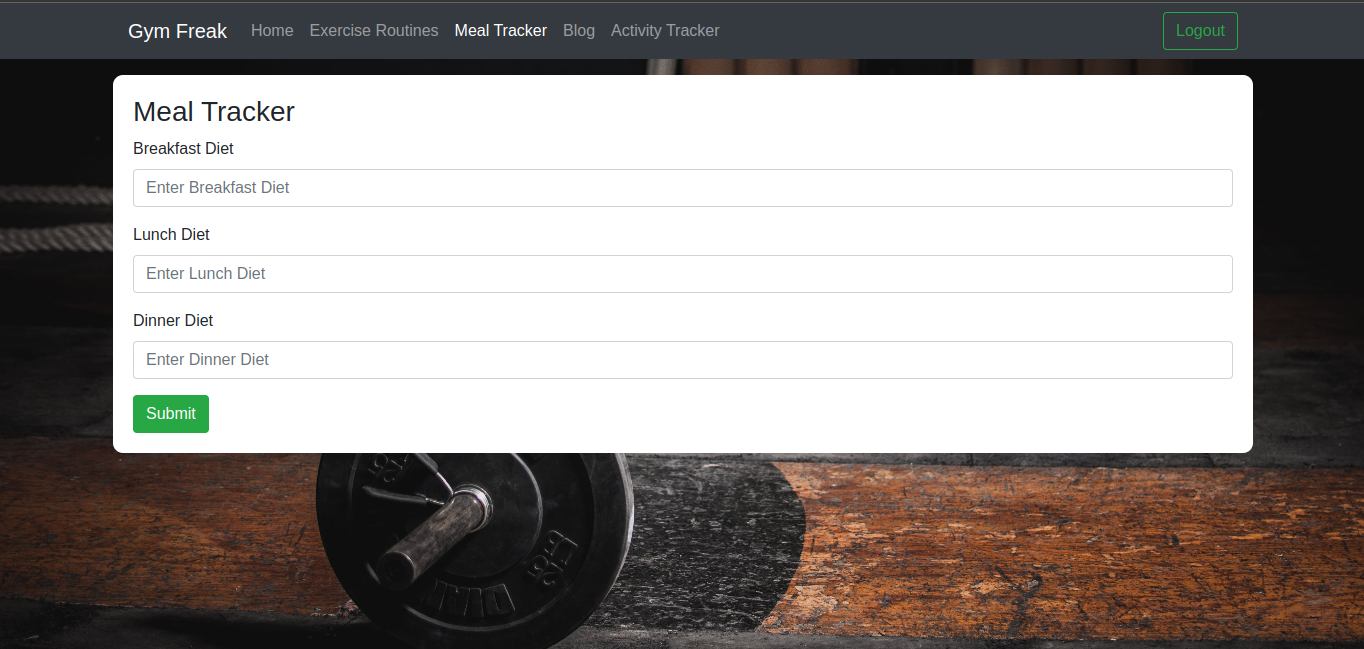 Gym Freak Home Exercise Routines Meal Tracker Blog Activity Tracker Logout
Meal Tracker
Breakfast Diet
Enter Breakfast Diet
Lunch Diet
Enter Lunch Diet
Dinner Diet
Enter Dinner Diet
Submit